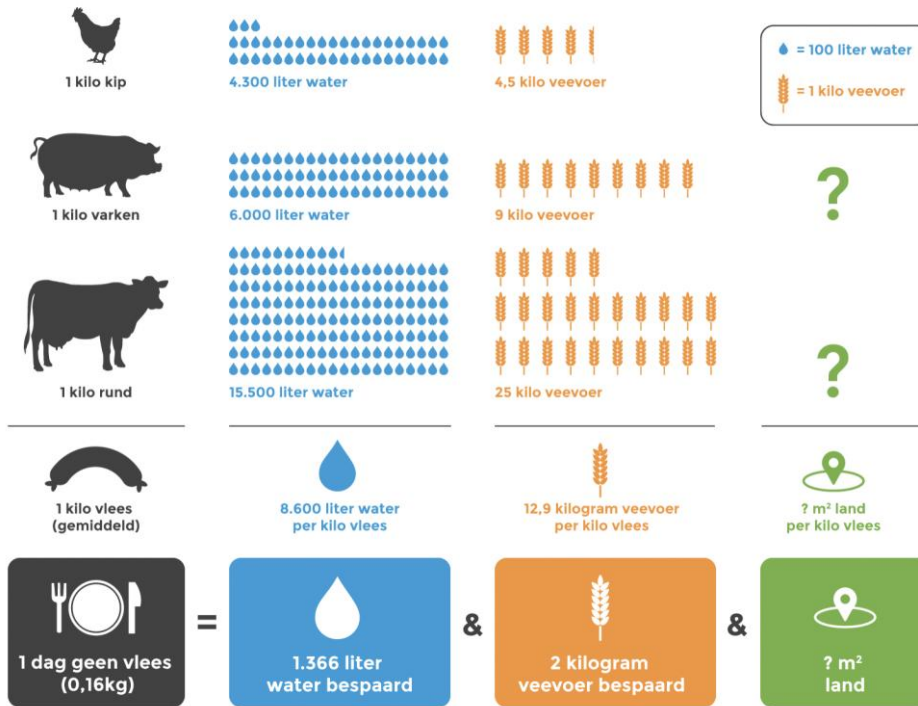 1 kilo kip
4.300 liter water
4,5 kilo veevoer
= 100 liter water
= 1 kilo veevoer
1 kilo varken
6.000 liter water
9 kilo veevoer
?
1 kilo rund
15.500 liter water
25 kilo veevoer
?
1 kilo vlees
(gemiddeld)
8.600 liter water
per kilo vlees
12,9 kilogram veevoer
per kilo vlees
? m² land
per kilo vlees
1 dag geen vlees
(0,16kg)
=
1.366 liter
water bespaard
&
2 kilogram
veevoer bespaard
&
? m²
land